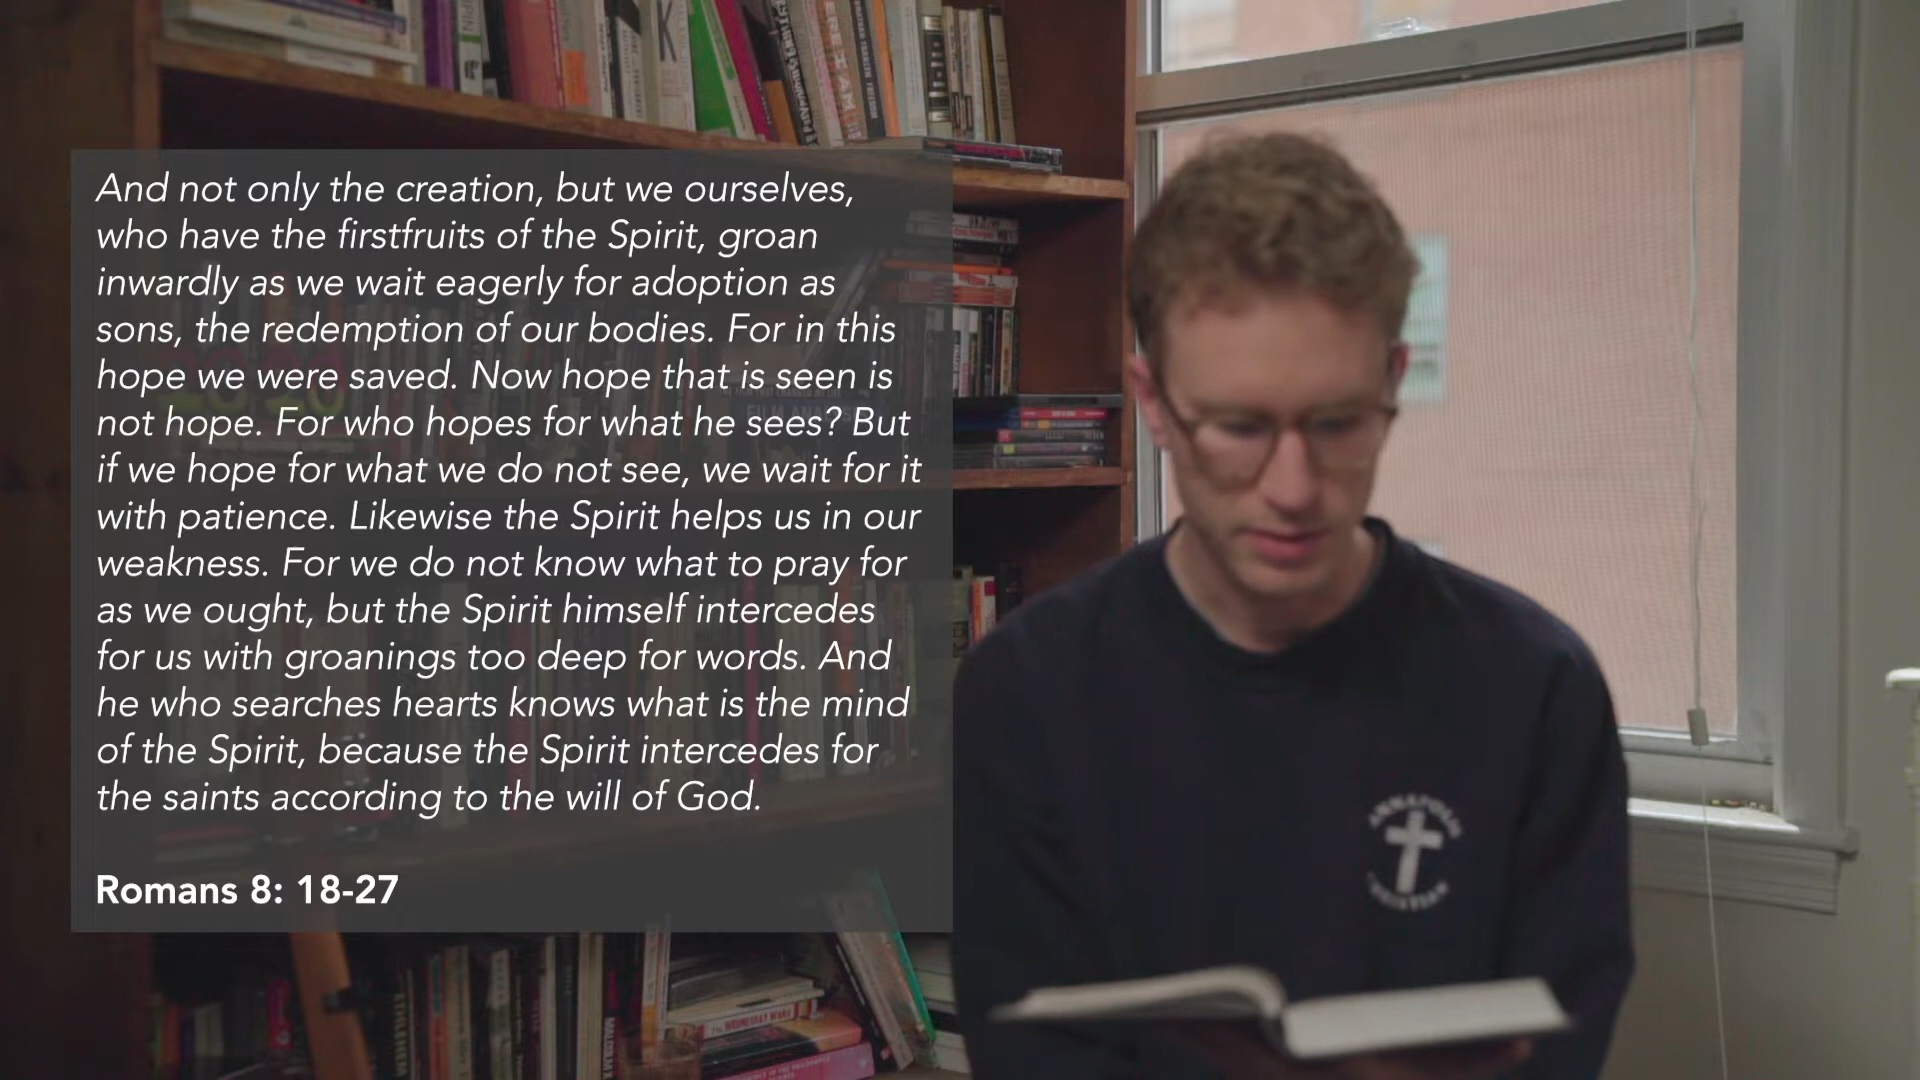 And not only the creation, but we ourselves,
who have the firstfruits of the Spirit, groan
inwardly as we wait eagerly for adoption as
sons, the redemption of our bodies. For in this
hope we were saved. Now hope that is seen is
not hope. For who hopes for what he sees? But
if we hope for what we do not see, we wait for it
with patience. Likewise the Spirit helps us in our
weakness. For we do not know what to pray for
as we ought, but the Spirit himself intercedes
for us with groanings too deep for words. And
he who searches hearts knows what is the mind
of the Spirit, because the Spirit intercedes for
the saints according to the will of God.
Romans 8: 18-27